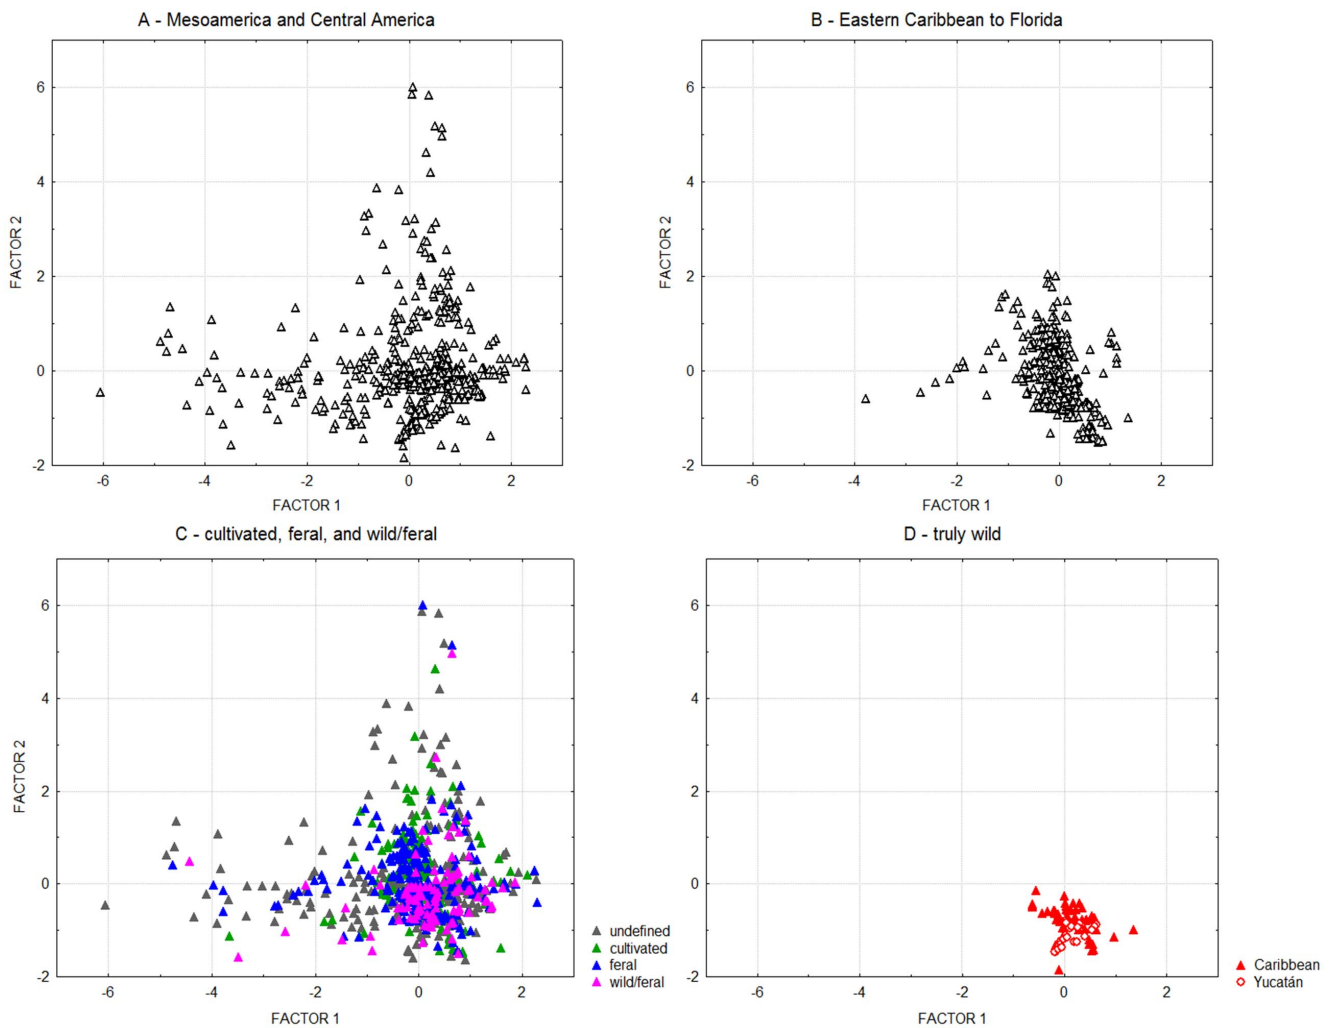 A - Mesoamerica and Central America
B - Eastern Caribbean to Florida
6
4
2
0
-2
FACTOR 2
-6 -4 -2 0 2
FACTOR 1
6
4
2
0
-2
FACTOR 2
-6 -4 -2 0 2
FACTOR 1
C - cultivated, feral, and wild/feral
D - truly wild
6
4
2
0
-2
FACTOR 2
-6 -4 -2 0 2
FACTOR 1
undefined
cultivated
feral
wild/feral
6
4
2
0
-2
-6 -4 -2 0 2
FACTOR 1
Caribbean
Yucatán